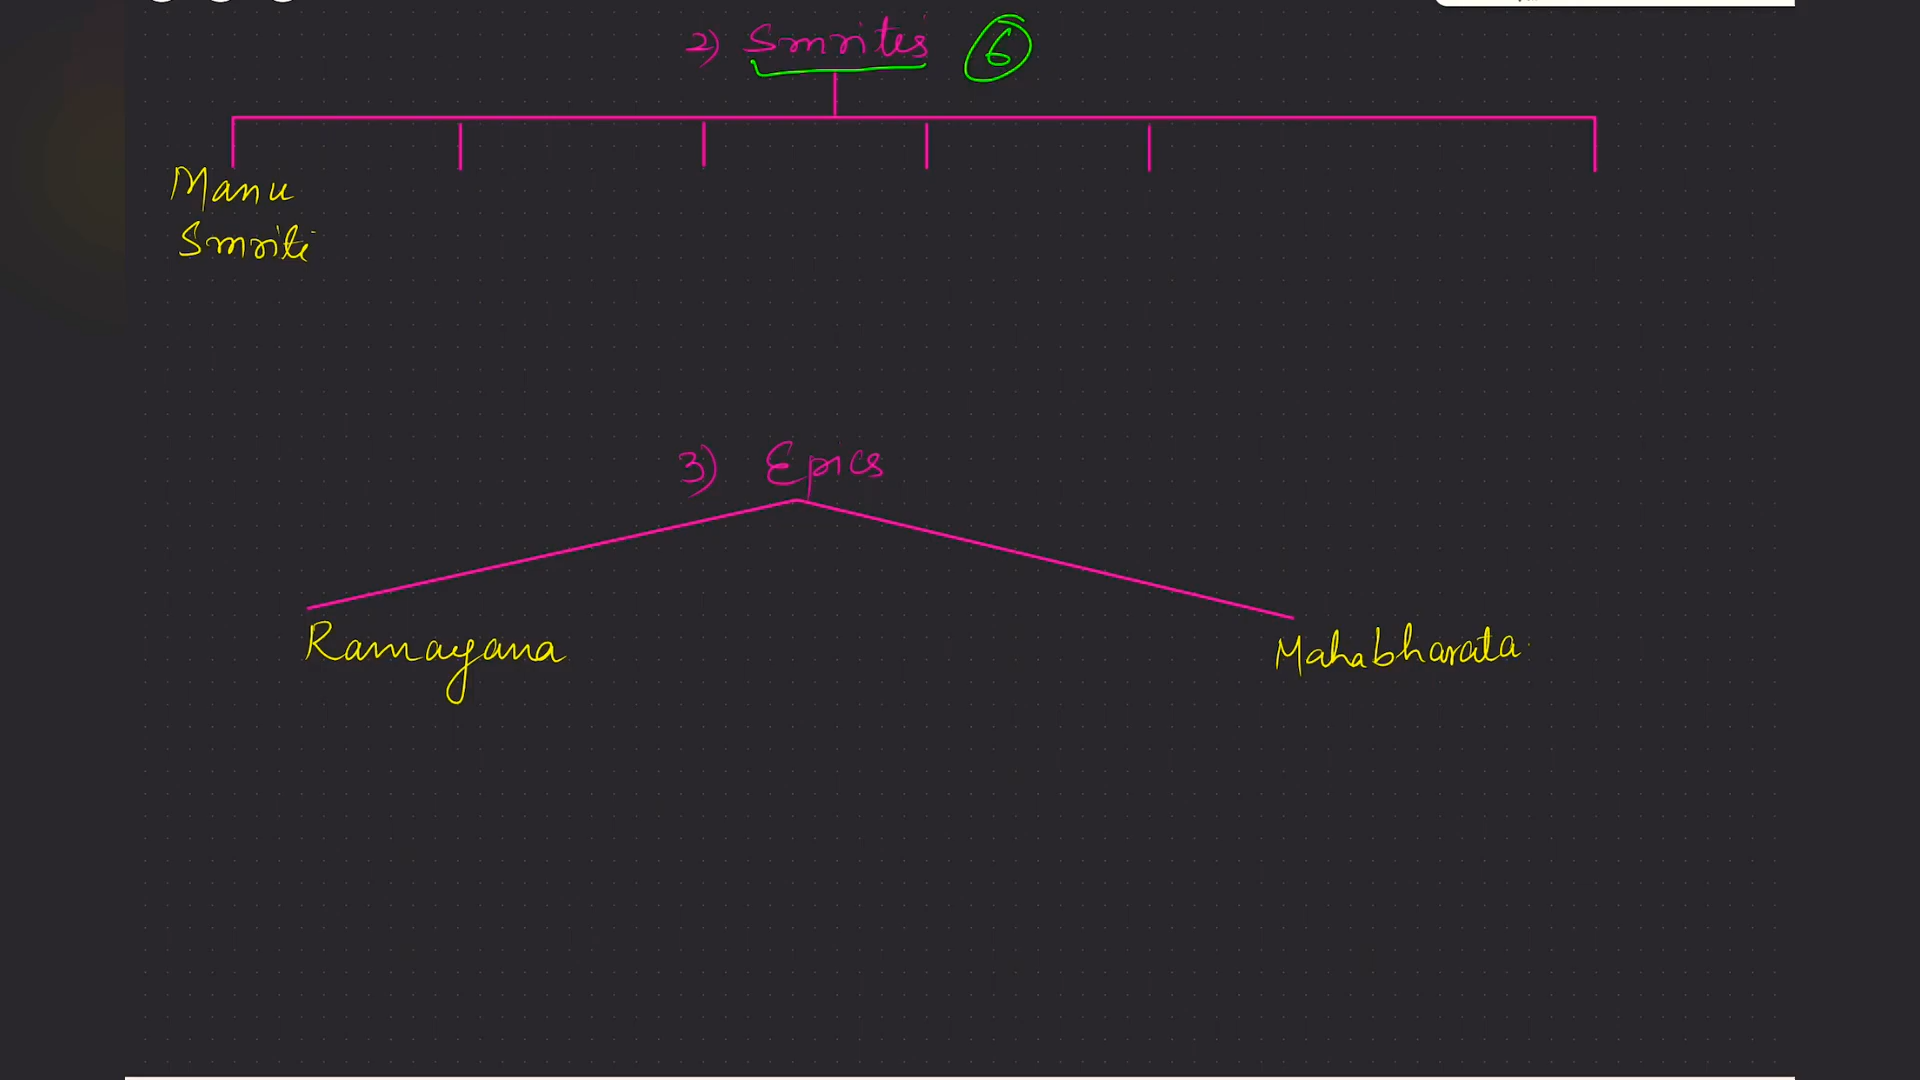 2) Smrites 6
Manu
Smriti
3) Epics
Ramayana
Mahabharata